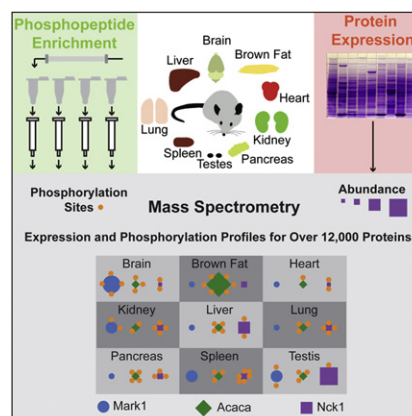 Phosphopeptide
Enrichment
Protein
Expression
Brain
Liver
Brown Fat
Heart
Lung
Kidney
Spleen
Testes
Pancreas
Phosphorylation
Sites
Mass Spectrometry
Abundance
Expression and Phosphorylation Profiles for Over 12,000 Proteins
Brain Brown Fat Heart
Kidney Liver Lung
Pancreas Spleen Testis
Mark1 Acaca Nck1